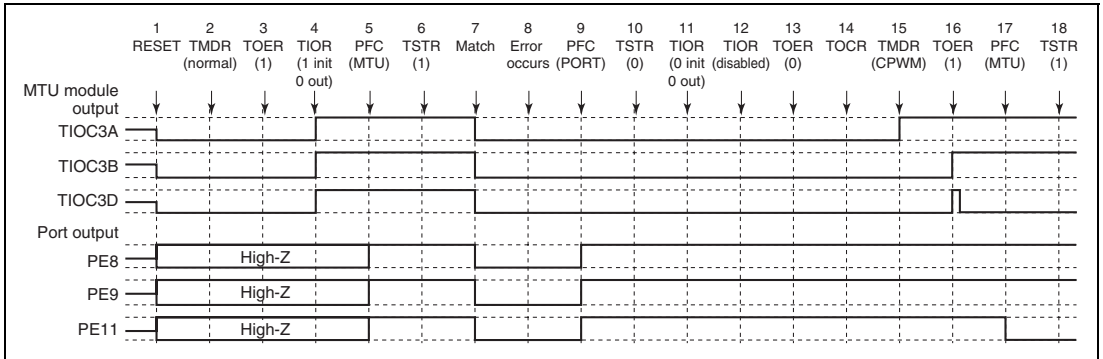 1 2 3 4 5 6 7 8 9 10 11 12 13 14 15 16 17 18
RESET TMDR TOER TIOR PFC TSTR Match Error PFC TSTR TIOR TIOR TOER TOCR TMDR TOER PFC TSTR
(normal) (1) (1 init (MTU) (1) occurs (PORT) (0) (0 init (disabled) (0) (CPWM) (1) (MTU) (1)
0 out) 0 out)
MTU module
output
TIOC3A
TIOC3B
TIOC3D
Port output
PE8 High-Z
PE9 High-Z
PE11 High-Z